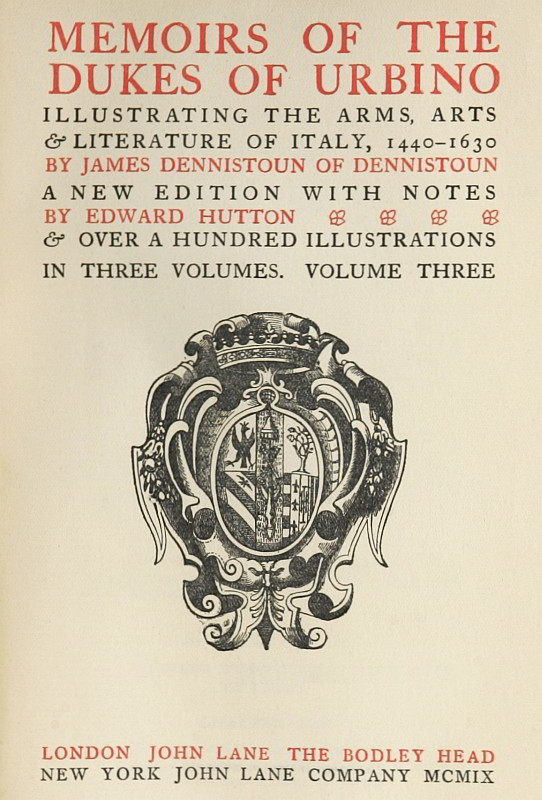 MEMOIRS OF THE
DUKES OF URBINO
ILLUSTRATING THE ARMS, ARTS
& LITERATURE OF ITALY, 1440-1630
BY JAMES DENNISTOUN OF DENNISTOUN
A NEW EDITION WITH NOTES
BY EDWARD HUTTON
& OVER A HUNDRED ILLUSTRATIONS
IN THREE VOLUMES. VOLUME THREE
LONDON JOHN LANE THE BODLEY HEAD
NEW YORK JOHN LANE COMPANY MCMIX